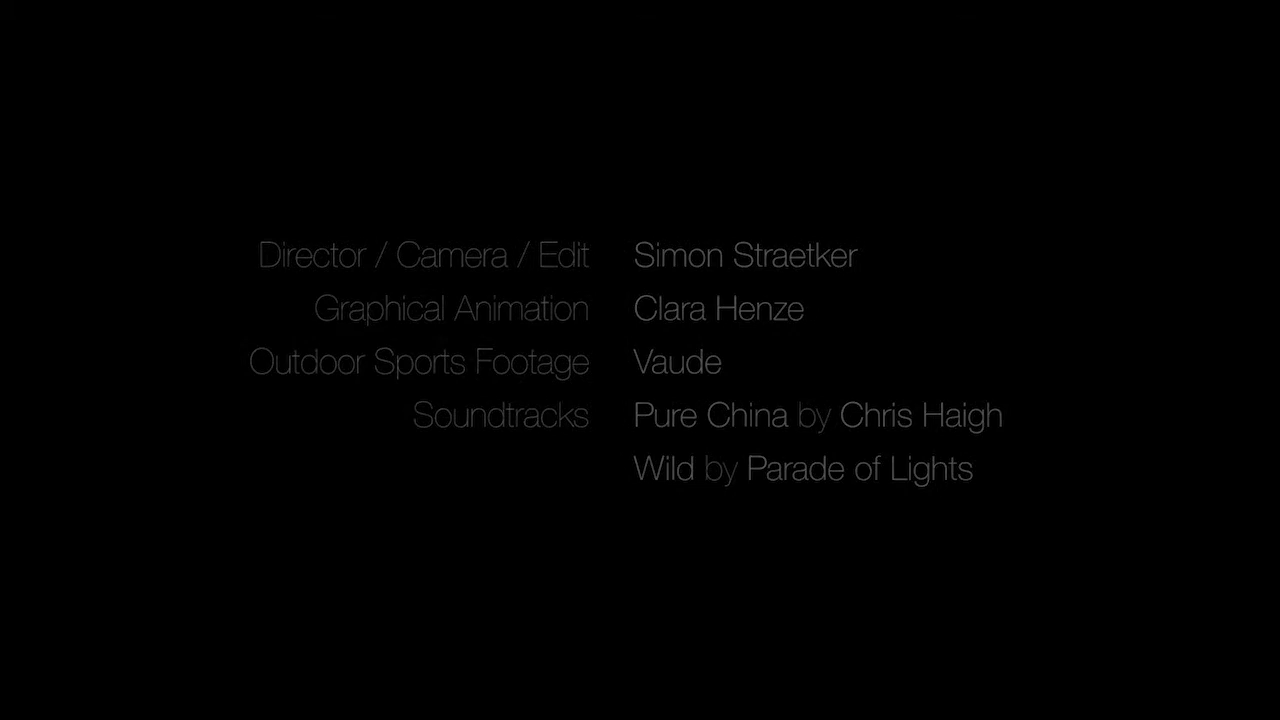 Director / Camera / Edit Simon Straetker
Graphical Animation Clara Henze
Outdoor Sports Footage Vaude
Soundtracks Pure China by Chris Haigh
Wild by Parade of Lights